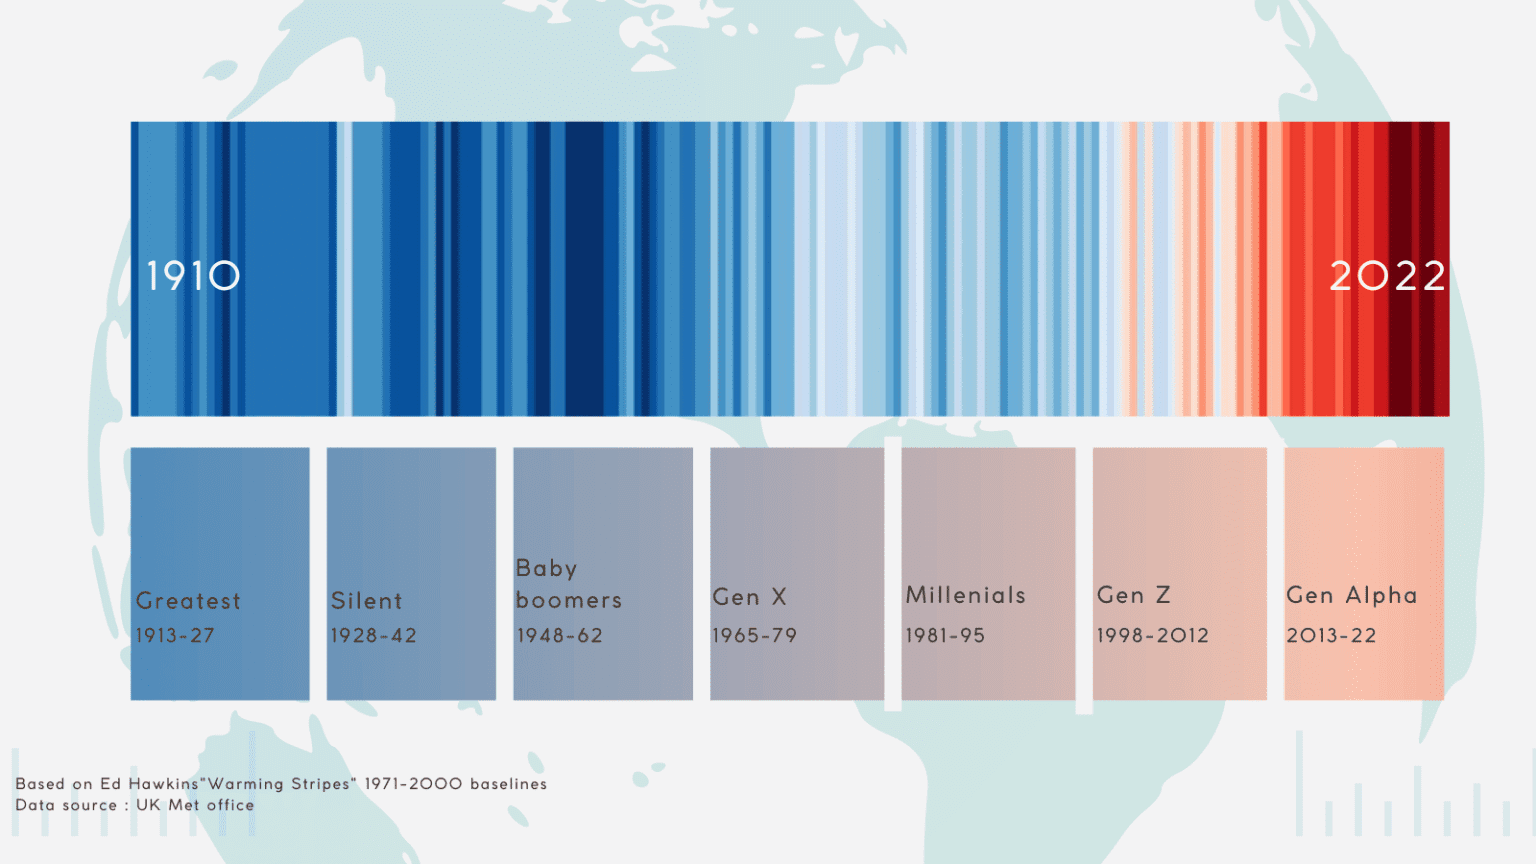 1910
2022
Greatest
1913-27
Silent
1928-42
Baby
boomers
1948-62
Gen X
1965-79
Millenials
1981-95
Gen Z
1998-2012
Gen Alpha
2013-22
Based on Ed Hawkins"Warming Stripes" 1971-2000 baselines
Data source : UK Met office